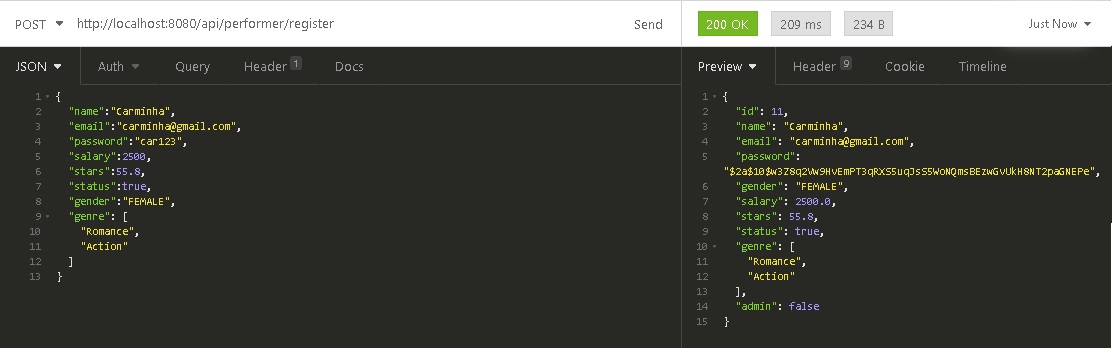 POST http://localhost:8080/api/performer/register Send
JSON Auth Query Header 1 Docs
1 {
2 "name":"Carminha",
3 "email":"carminha@gmail.com",
4 "password":"car123",
5 "salary":2500,
6 "stars":55.8,
7 "status":true,
8 "gender":"FEMALE",
9 "genre": [
10 "Romance",
11 "Action"
12 ]
13 }
200 OK 209 ms 234 B Just Now
Preview Header 9 Cookie Timeline
1 {
2 "id": 11,
3 "name": "Carminha",
4 "email": "carminha@gmail.com",
5 "password":
"$2a$10$w3Z8q2Vw9HvEmPT3qRXS5uqJsS5WoNQmsBEzwGvUkH8NT2paGNEPe",
6 "gender": "FEMALE",
7 "salary": 2500.0,
8 "stars": 55.8,
9 "status": true,
10 "genre": [
11 "Romance",
12 "Action"
13 ],
14 "admin": false
15 }